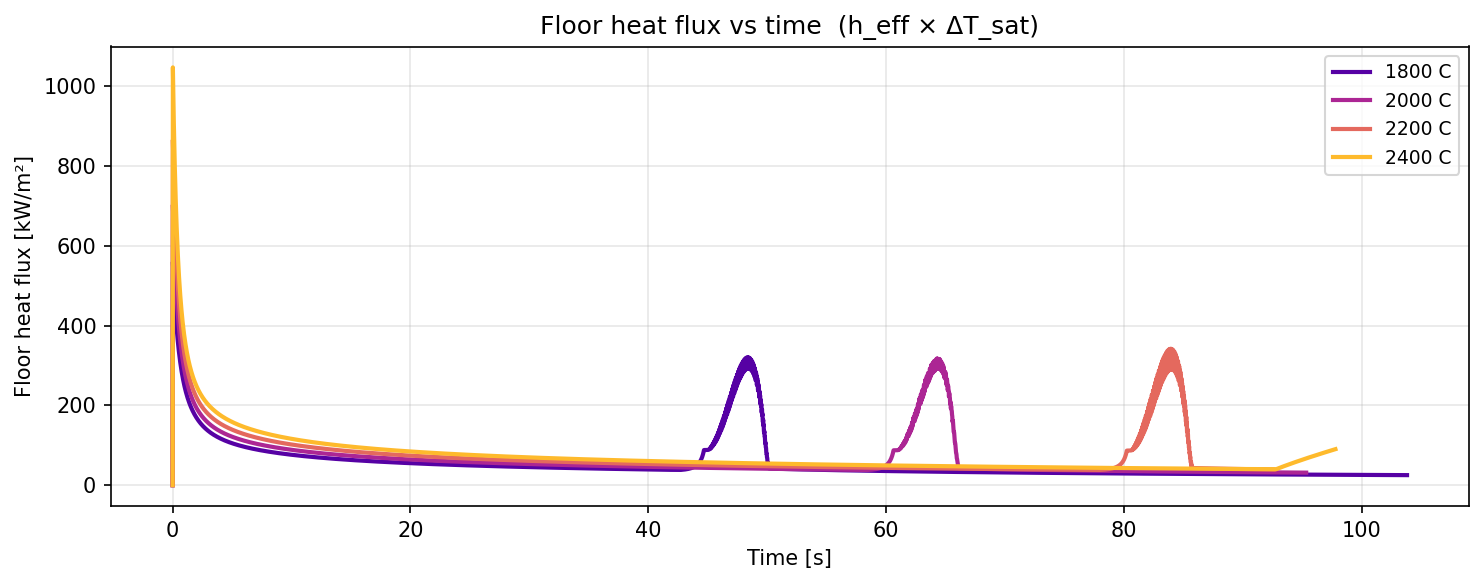 Floor heat flux vs time  (h_eff × ΔT_sat)
1800 C
2000 C
2200 C
2400 C
Floor heat flux [kW/m²]
1000
800
600
400
200
0
0 20 40 60 80 100
Time [s]